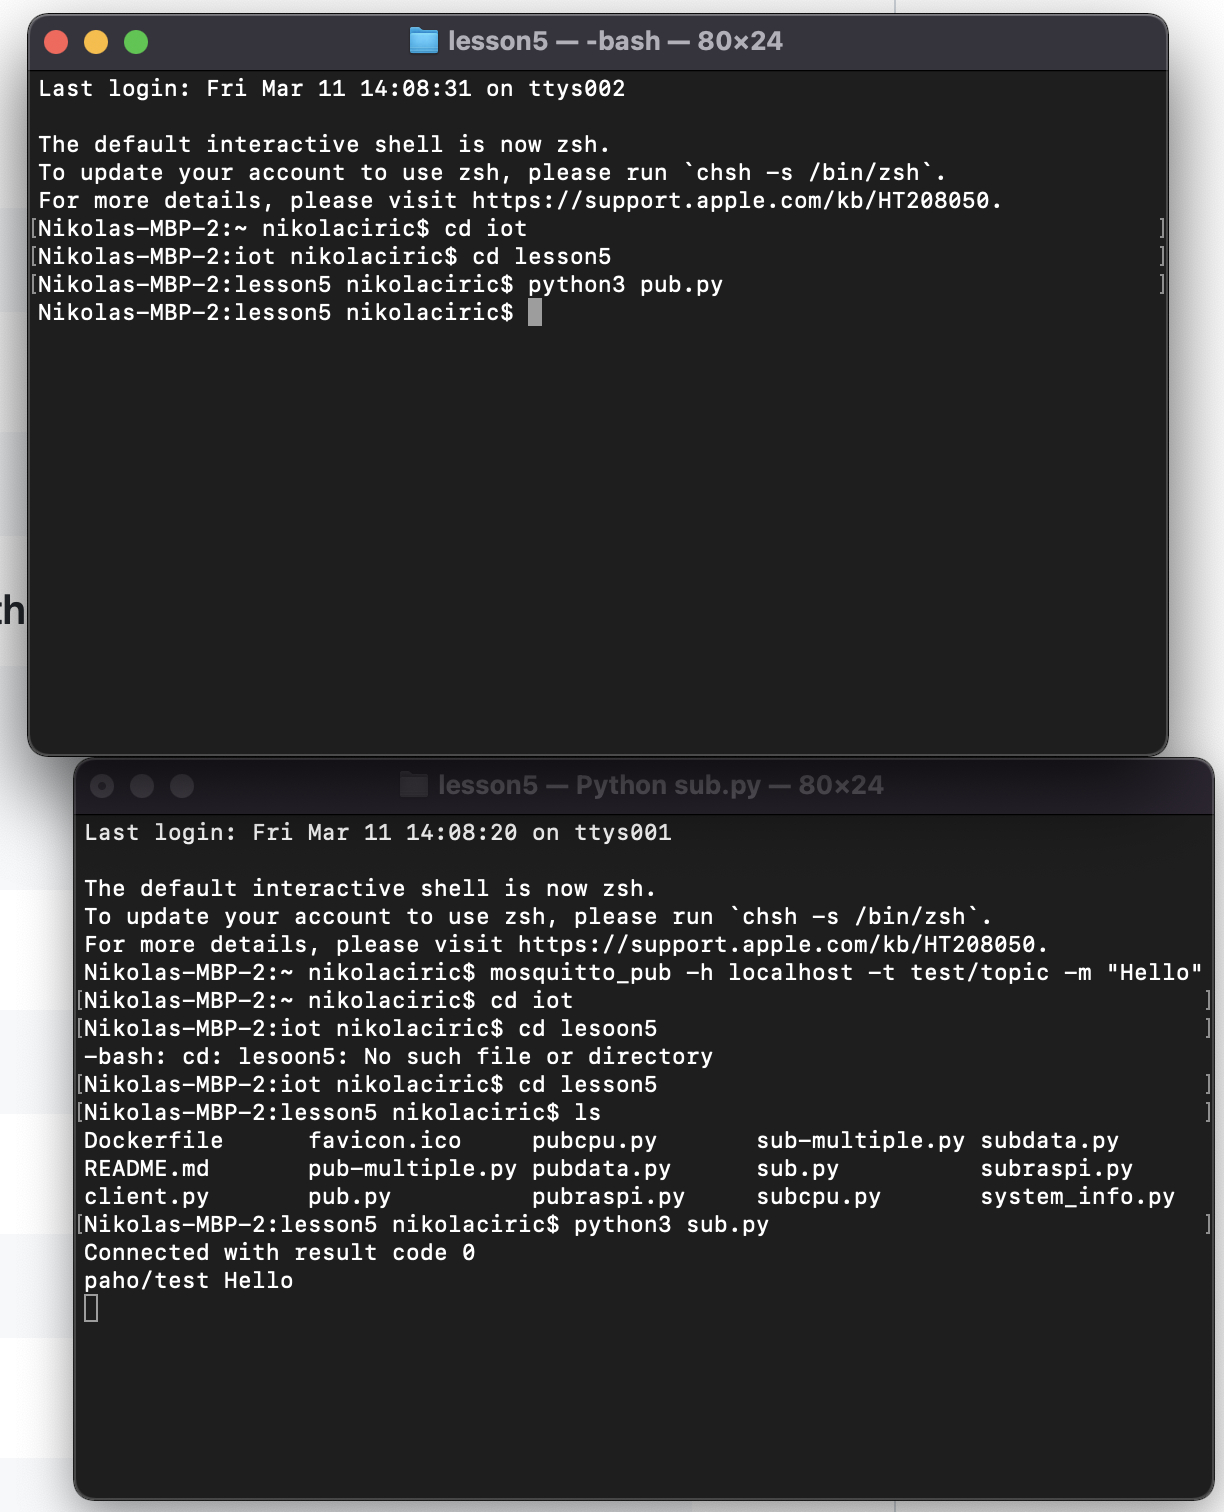 lesson5 — -bash — 80×24
Last login: Fri Mar 11 14:08:31 on ttys002
The default interactive shell is now zsh.
To update your account to use zsh, please run `chsh -s /bin/zsh`.
For more details, please visit https://support.apple.com/kb/HT208050.
[Nikolas-MBP-2:~ nikolaciric$ cd iot ]
[Nikolas-MBP-2:iot nikolaciric$ cd lesson5 ]
[Nikolas-MBP-2:lesson5 nikolaciric$ python3 pub.py ]
Nikolas-MBP-2:lesson5 nikolaciric$
th
lesson5 — Python sub.py — 80×24
Last login: Fri Mar 11 14:08:20 on ttys001
The default interactive shell is now zsh.
To update your account to use zsh, please run `chsh -s /bin/zsh`.
For more details, please visit https://support.apple.com/kb/HT208050.
Nikolas-MBP-2:~ nikolaciric$ mosquitto_pub -h localhost -t test/topic -m "Hello"
[Nikolas-MBP-2:~ nikolaciric$ cd iot ]
[Nikolas-MBP-2:iot nikolaciric$ cd lesoon5 ]
-bash: cd: lesoon5: No such file or directory
[Nikolas-MBP-2:iot nikolaciric$ cd lesson5 ]
[Nikolas-MBP-2:lesson5 nikolaciric$ ls ]
Dockerfile favicon.ico pubcpu.py sub-multiple.py subdata.py
README.md pub-multiple.py pubdata.py sub.py subraspi.py
client.py pub.py pubraspi.py subcpu.py system_info.py
[Nikolas-MBP-2:lesson5 nikolaciric$ python3 sub.py ]
Connected with result code 0
paho/test Hello